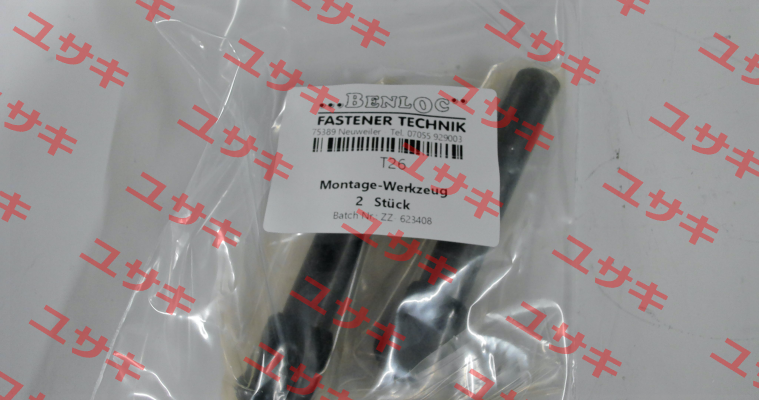 ...BENLOC...
FASTENER TECHNIK
75389 Neuweiler · Tel. 07055 929003
T26
Montage-Werkzeug
2 Stück
Batch Nr.: ZZ 623408
ユサキ